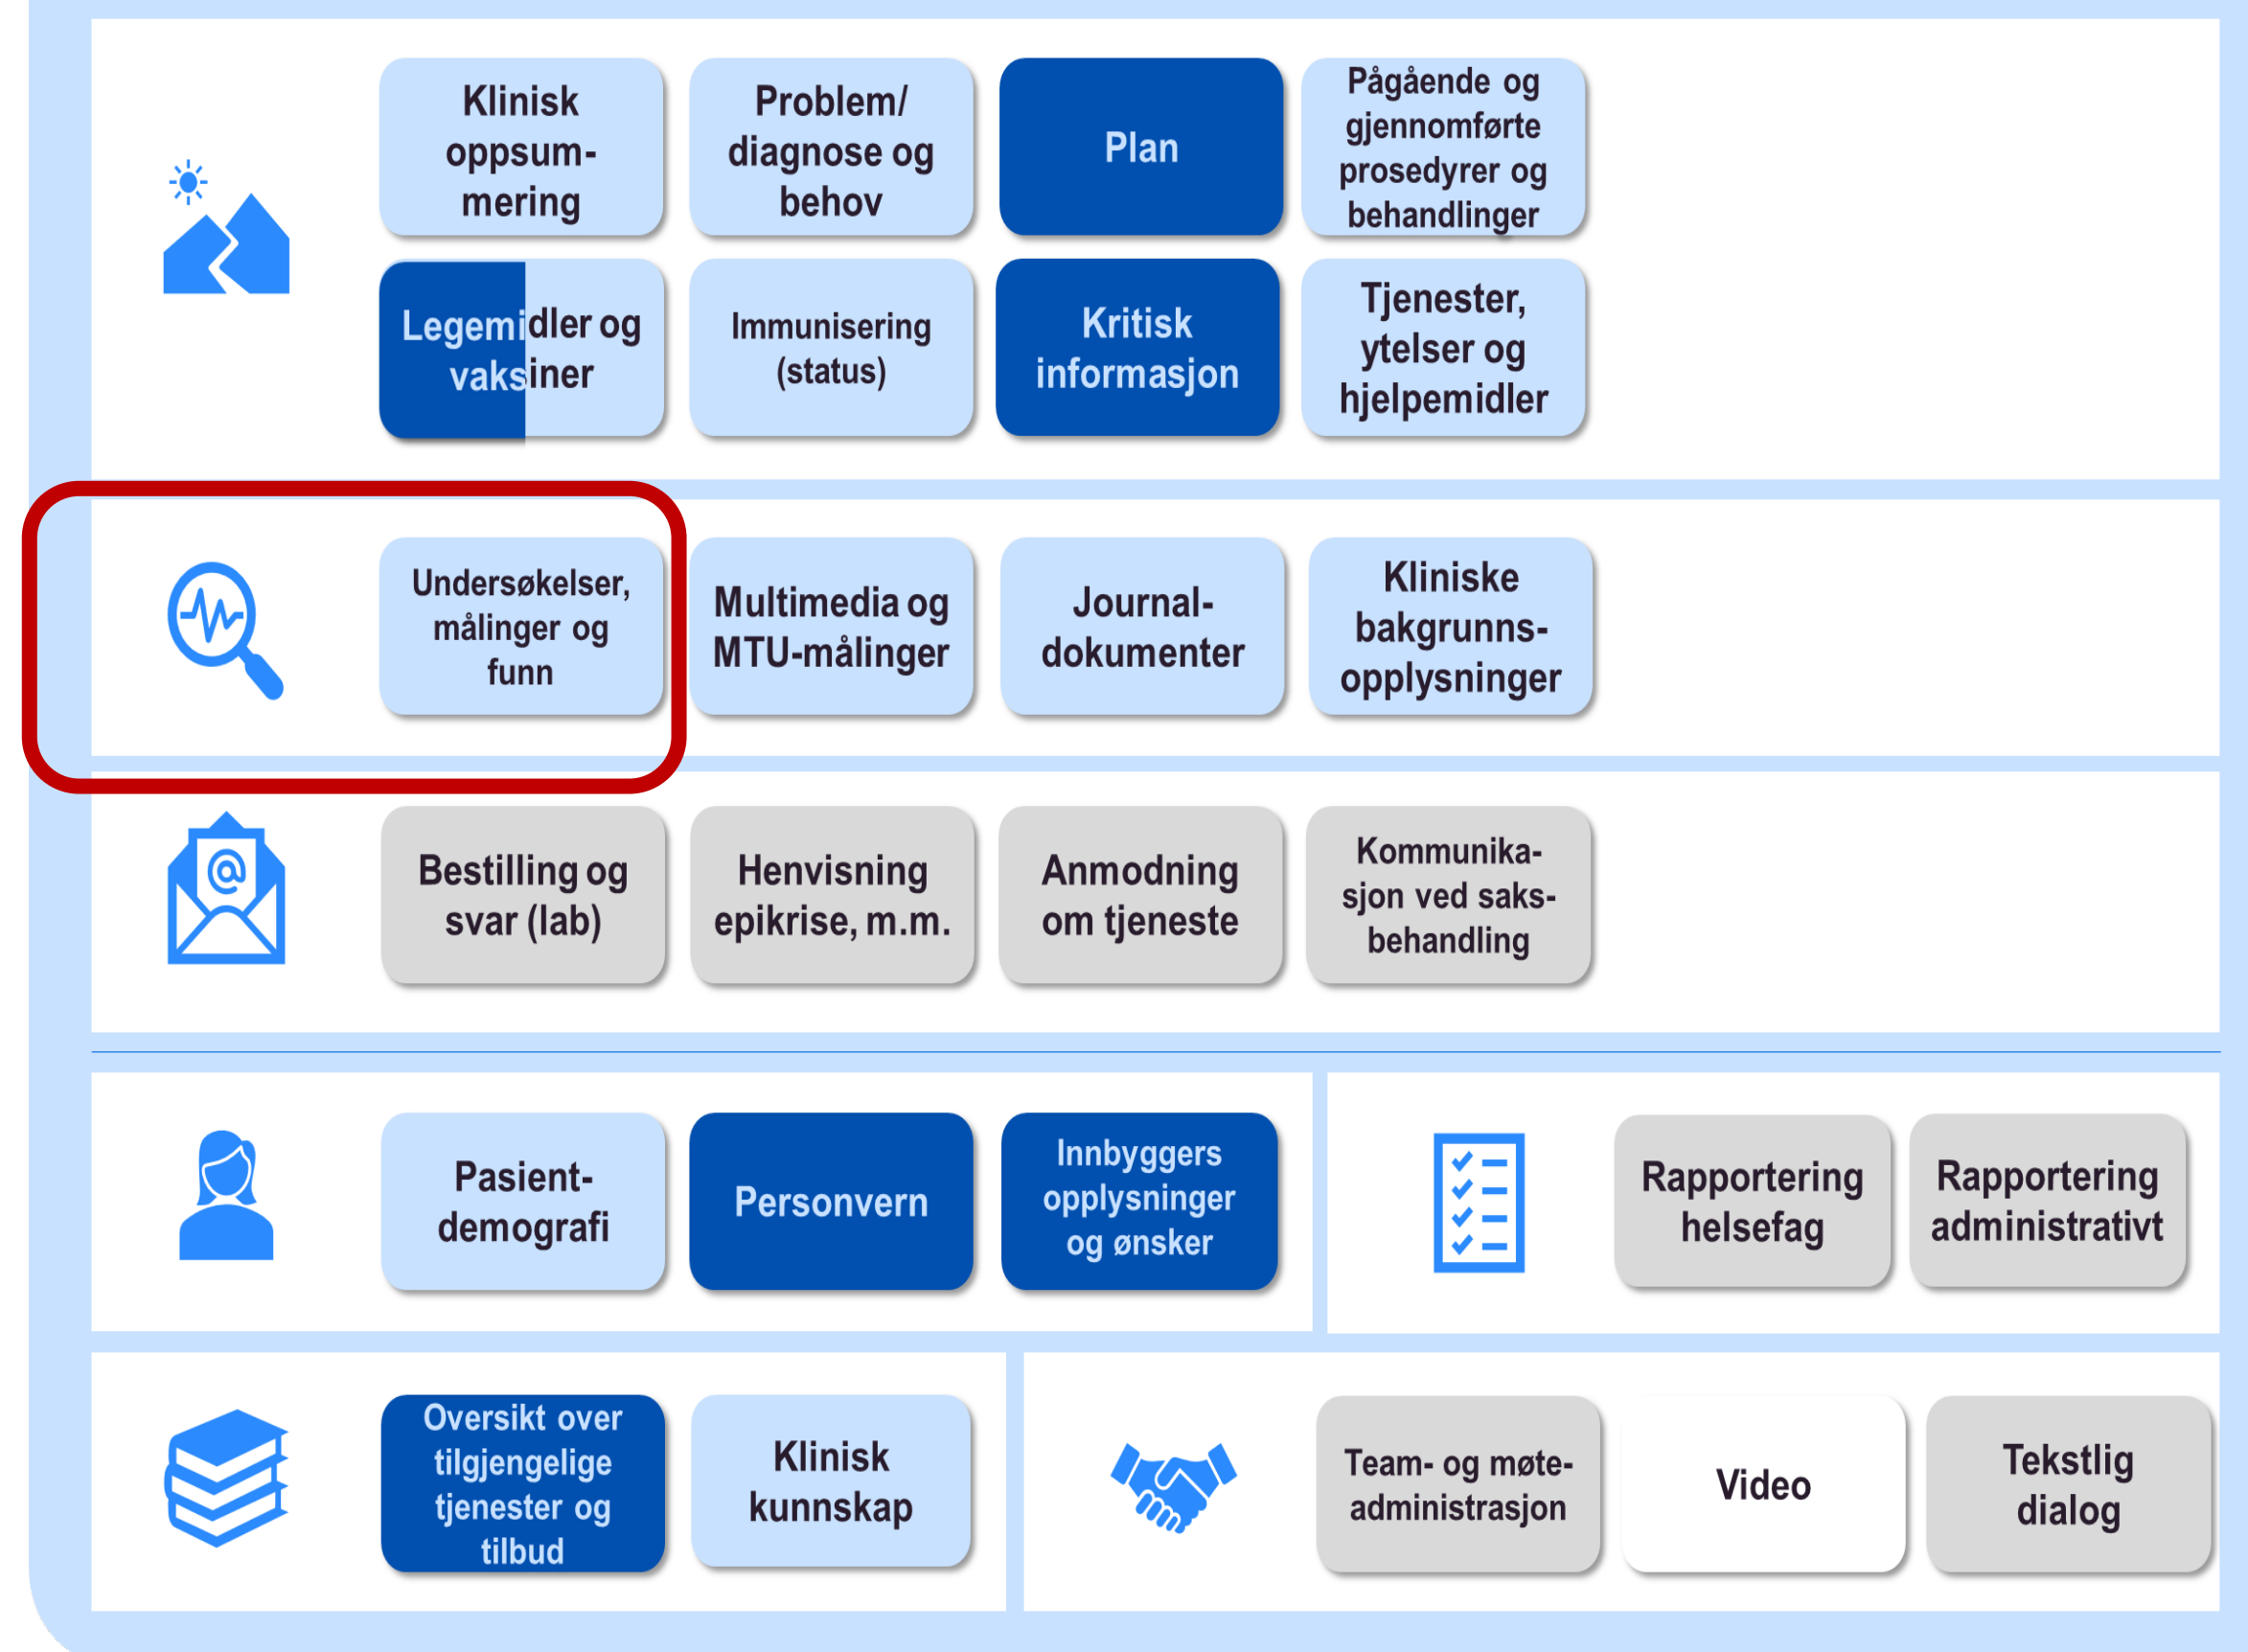 Klinisk
oppsum-
mering
Problem/
diagnose og
behov
Plan
Pågående og
gjennomførte
prosedyrer og
behandlinger
Legemidler og
vaksiner
Immunisering
(status)
Kritisk
informasjon
Tjenester,
ytelser og
hjelpemidler
Undersøkelser,
målinger og
funn
Multimedia og
MTU-målinger
Journal-
dokumenter
Kliniske
bakgrunns-
opplysninger
@
Bestilling og
svar (lab)
Henvisning
epikrise, m.m.
Anmodning
om tjeneste
Kommunika-
sjon ved saks-
behandling
Pasient-
demografi
Personvern
Innbyggers
opplysninger
og ønsker
Rapportering
helsefag
Rapportering
administrativt
Oversikt over
tilgjengelige
tjenester og
tilbud
Klinisk
kunnskap
Team- og møte-
administrasjon
Video
Tekstlig
dialog